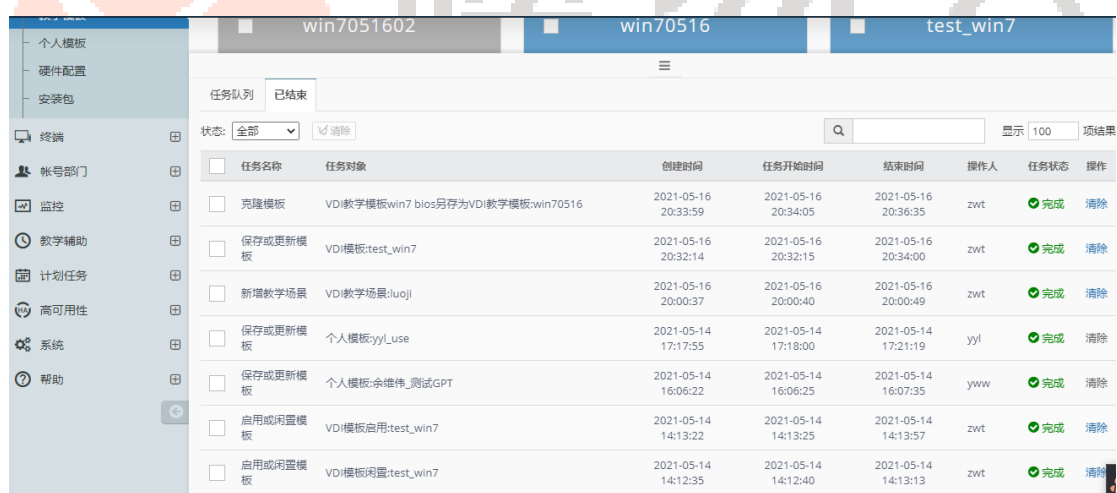 win7051602
win70516
test_win7
个人模板
硬件配置
安装包
终端
帐号部门
监控
教学辅助
计划任务
HA 高可用性
系统
帮助
任务队列 已结束
状态: 全部 清除
显示 100 项结果
任务名称 任务对象 创建时间 任务开始时间 结束时间 操作人 任务状态 操作
克隆模板 VDI教学模板win7 bios另存为VDI教学模板:win70516 2021-05-16 20:33:59 2021-05-16 20:34:05 2021-05-16 20:36:35 zwt 完成 清除
保存或更新模板 VDI模板:test_win7 2021-05-16 20:32:14 2021-05-16 20:32:15 2021-05-16 20:34:00 zwt 完成 清除
新增教学场景 VDI教学场景:luoji 2021-05-16 20:00:37 2021-05-16 20:00:40 2021-05-16 20:00:49 zwt 完成 清除
保存或更新模板 个人模板:yyl_use 2021-05-14 17:17:55 2021-05-14 17:18:00 2021-05-14 17:21:19 yyl 完成 清除
保存或更新模板 个人模板:余维伟_测试GPT 2021-05-14 16:06:22 2021-05-14 16:06:25 2021-05-14 16:07:35 yww 完成 清除
启用或闲置模板 VDI模板启用:test_win7 2021-05-14 14:13:22 2021-05-14 14:13:25 2021-05-14 14:13:57 zwt 完成 清除
启用或闲置模板 VDI模板闲置:test_win7 2021-05-14 14:12:35 2021-05-14 14:12:40 2021-05-14 14:13:13 zwt 完成 清除